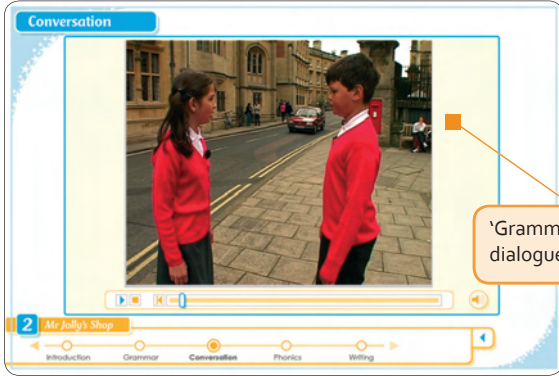 Conversation
'Gramm
dialogue
2 Mr Jolly's Shop
Introduction Grammar Conversation Phonics Writing